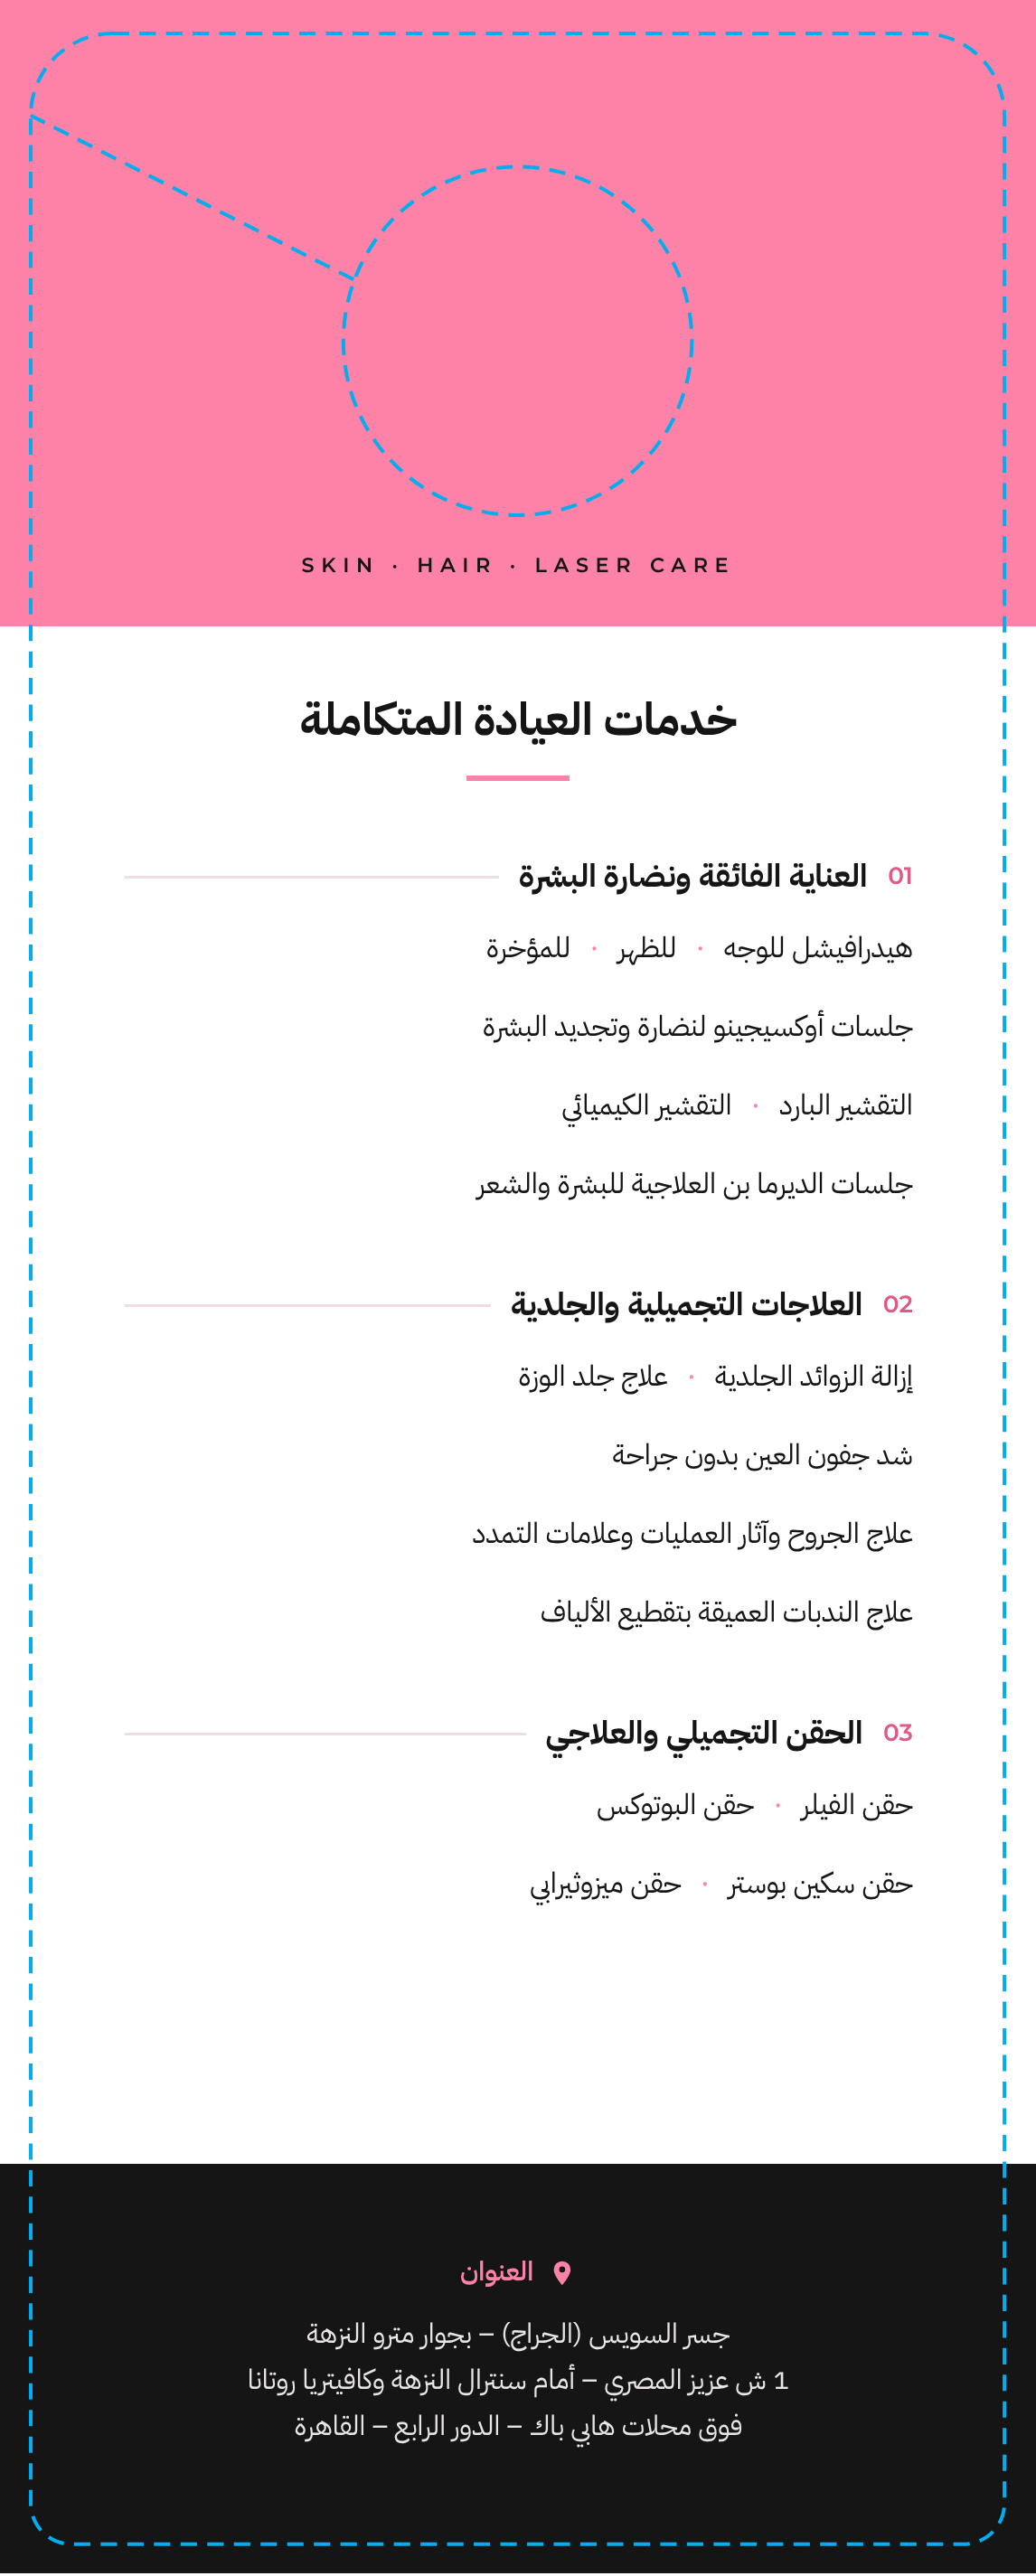 SKIN · HAIR · LASER CARE
خدمات العيادة المتكاملة
01 العناية الفائقة ونضارة البشرة
هيدرافيشل للوجه · للظهر · للمؤخرة
جلسات أوكسيجينو لنضارة وتجديد البشرة
التقشير البارد · التقشير الكيميائي
جلسات الديرما بن العلاجية للبشرة والشعر
02 العلاجات التجميلية والجلدية
إزالة الزوائد الجلدية · علاج جلد الوزة
شد جفون العين بدون جراحة
علاج الجروح وآثار العمليات وعلامات التمدد
علاج الندبات العميقة بتقطيع الألياف
03 الحقن التجميلي والعلاجي
حقن الفيلر · حقن البوتوكس
حقن سكين بوستر · حقن ميزوثيرابي
العنوان
جسر السويس (الجراج) – بجوار مترو النزهة
1 ش عزيز المصري – أمام سنترال النزهة وكافيتريا روتانا
فوق محلات هابي باك – الدور الرابع – القاهرة